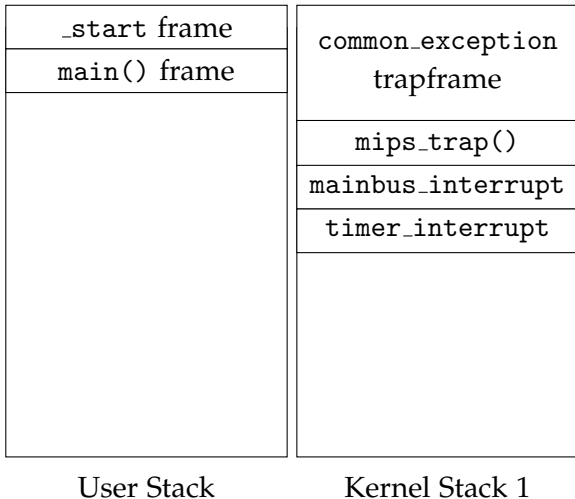 _start frame
main() frame
common_exception
trapframe
mips_trap()
mainbus_interrupt
timer_interrupt
User Stack
Kernel Stack 1